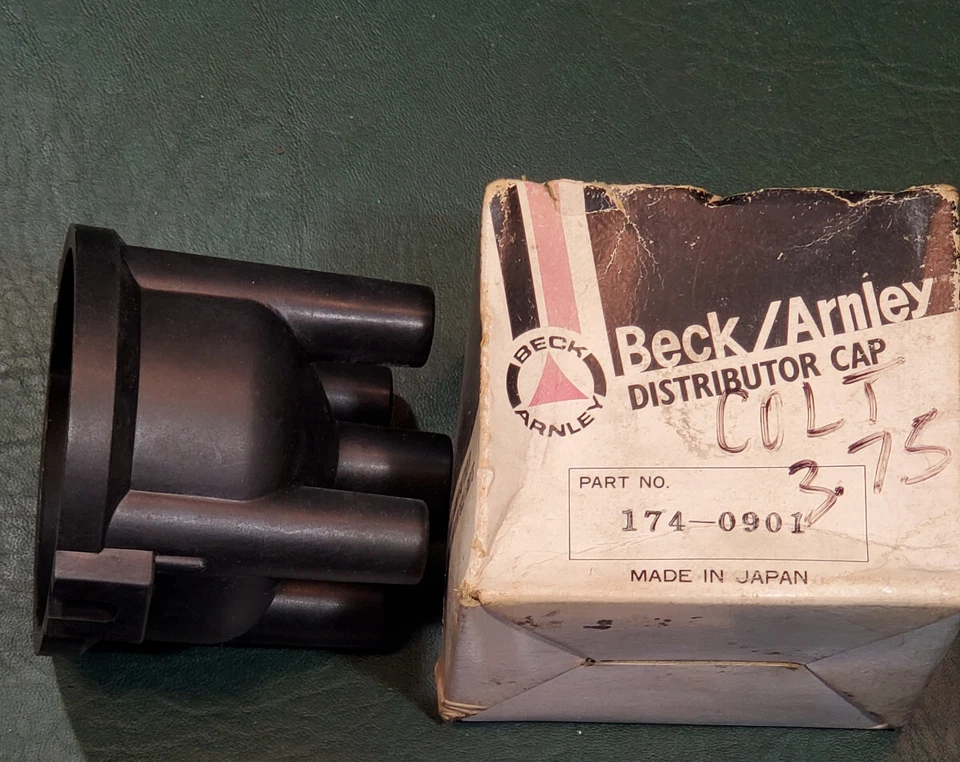 BECK
ARNLEY
Beck/Arnley
DISTRIBUTOR CAP
COLT
3 75
PART NO.
174-0901
MADE IN JAPAN